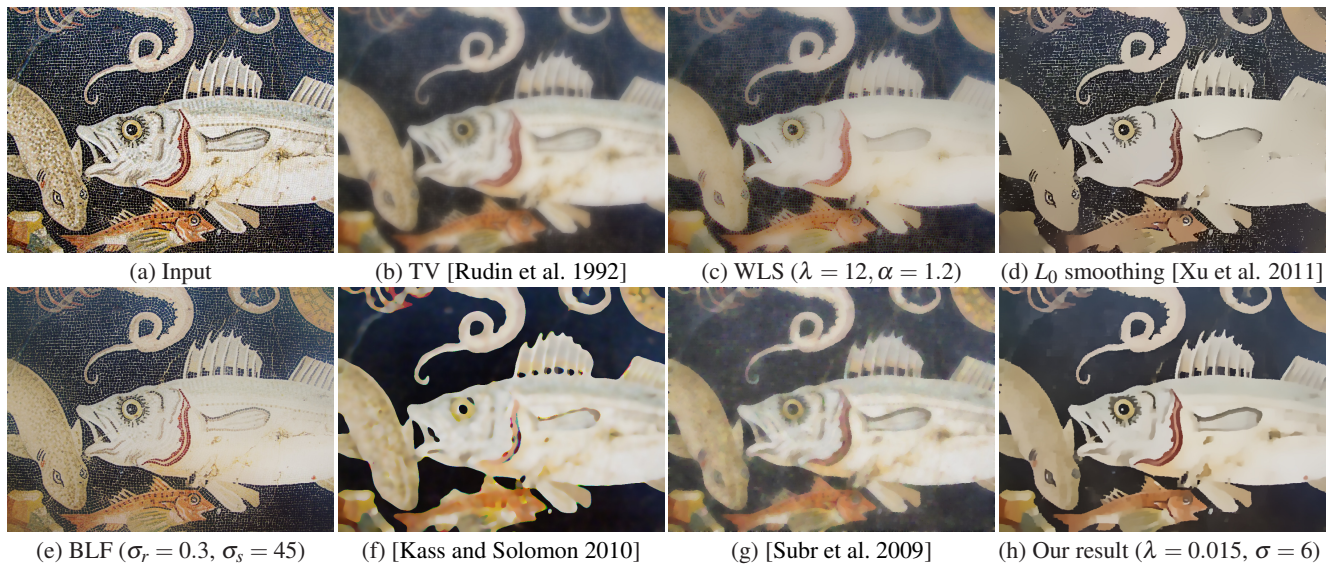 (a) Input
(b) TV [Rudin et al. 1992]
(c) WLS (λ = 12, α = 1.2)
(d) L0 smoothing [Xu et al. 2011]
(e) BLF (σr = 0.3, σs = 45)
(f) [Kass and Solomon 2010]
(g) [Subr et al. 2009]
(h) Our result (λ = 0.015, σ = 6)